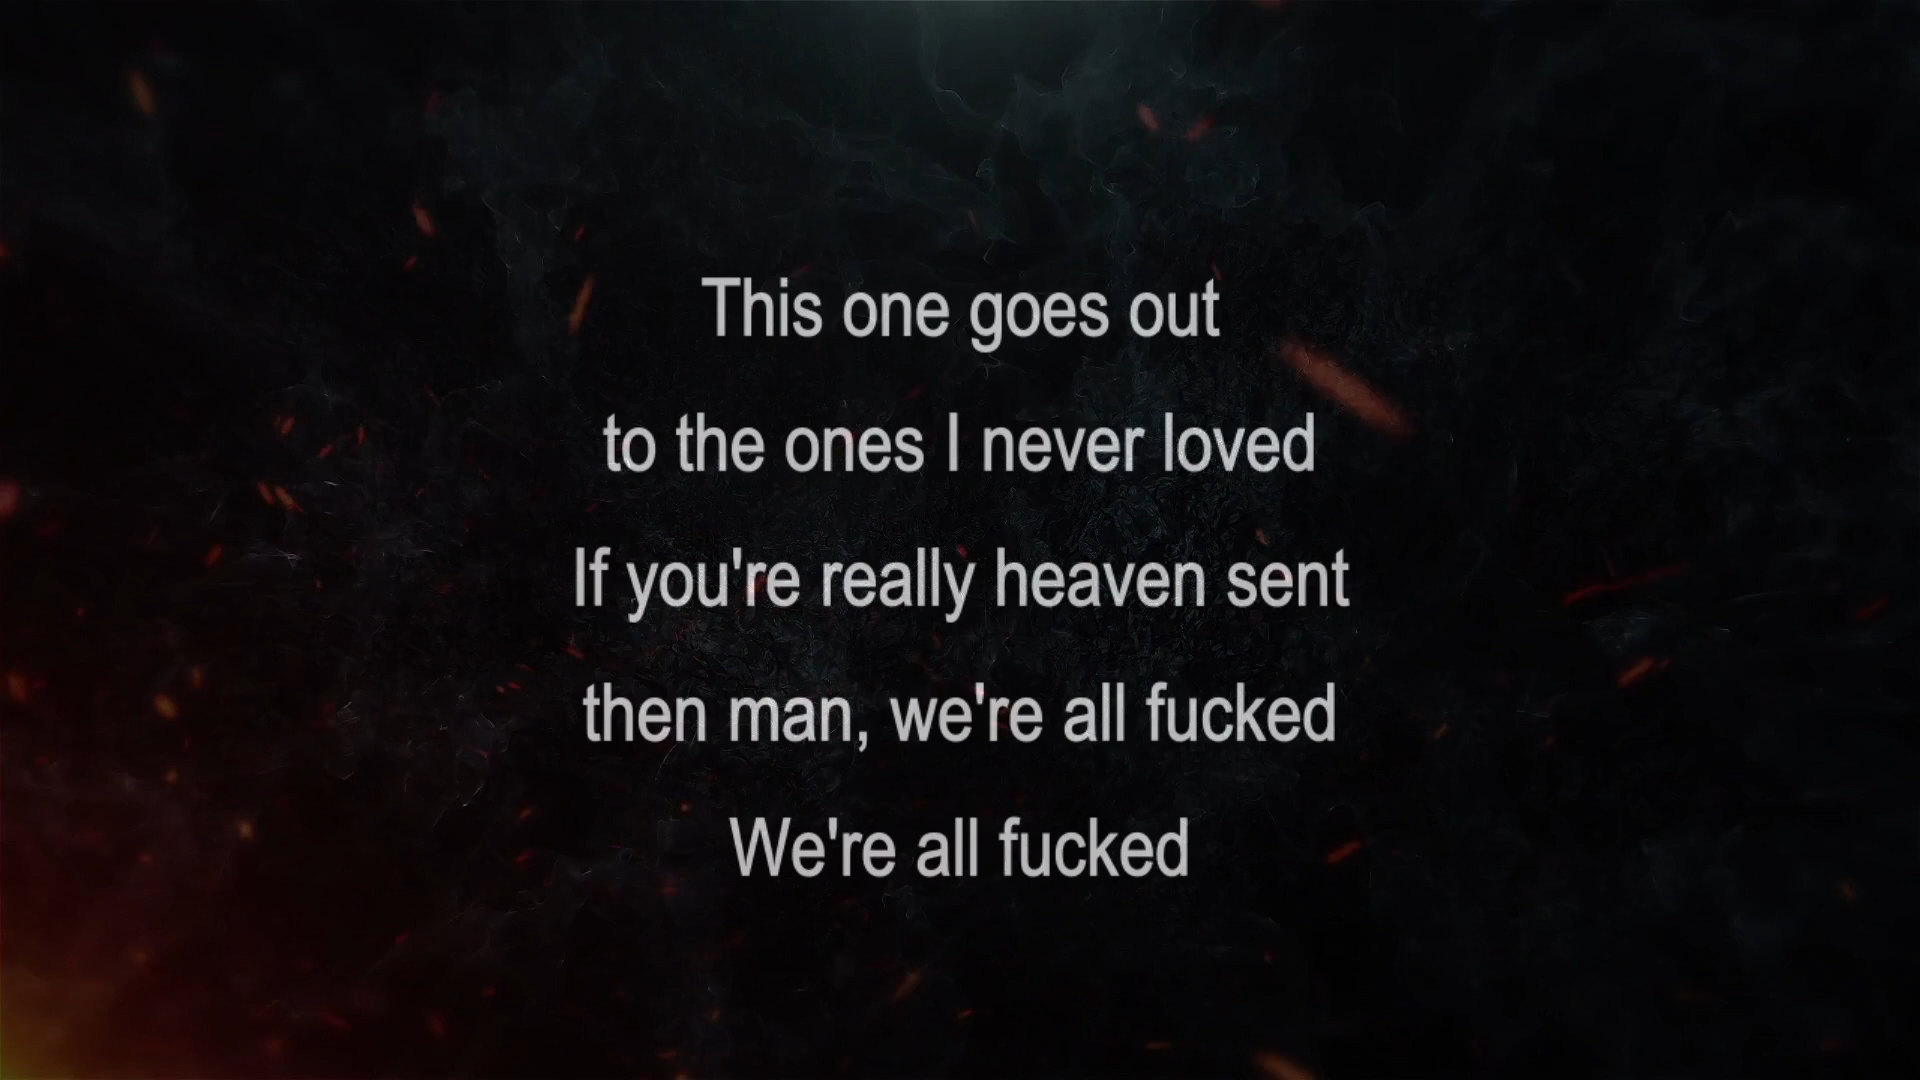 This one goes out
to the ones I never loved
If you're really heaven sent
then man, we're all fucked
We're all fucked